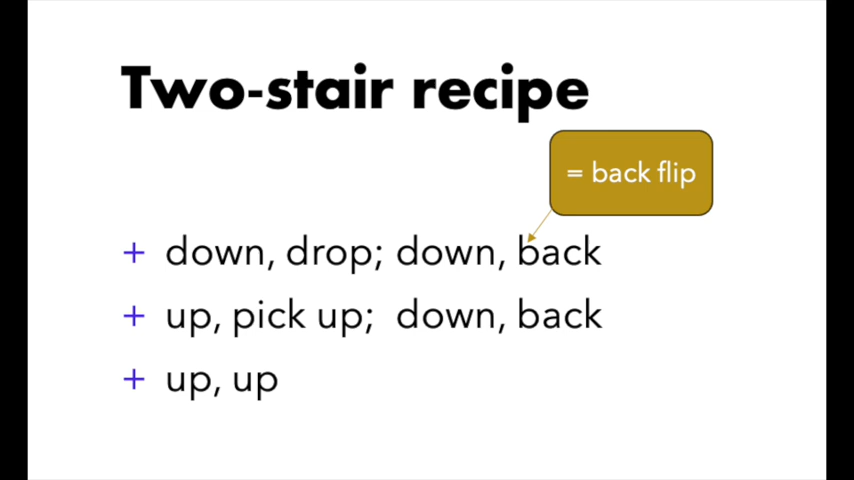 Two-stair recipe
= back flip
+ down, drop; down, back
+ up, pick up; down, back
+ up, up